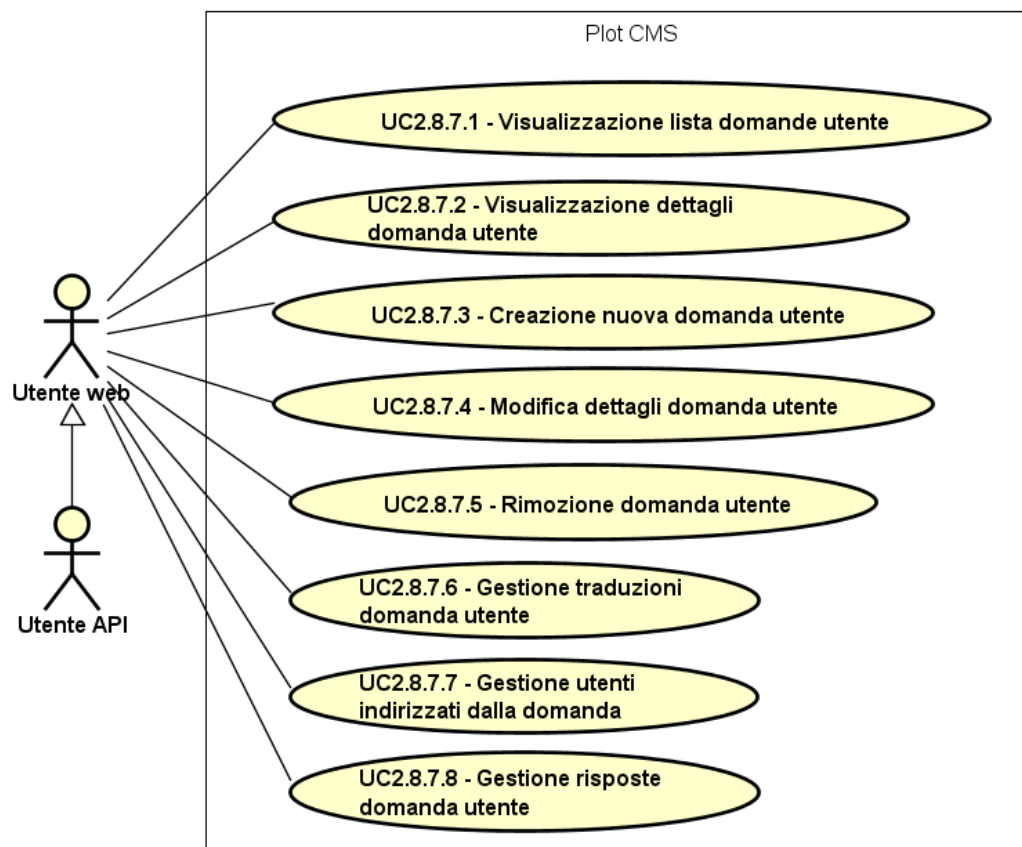 Plot CMS
UC2.8.7.1 - Visualizzazione lista domande utente
UC2.8.7.2 - Visualizzazione dettagli
domanda utente
UC2.8.7.3 - Creazione nuova domanda utente
Utente web
UC2.8.7.4 - Modifica dettagli domanda utente
UC2.8.7.5 - Rimozione domanda utente
UC2.8.7.6 - Gestione traduzioni
domanda utente
Utente API
UC2.8.7.7 - Gestione utenti
indirizzati dalla domanda
UC2.8.7.8 - Gestione risposte
domanda utente